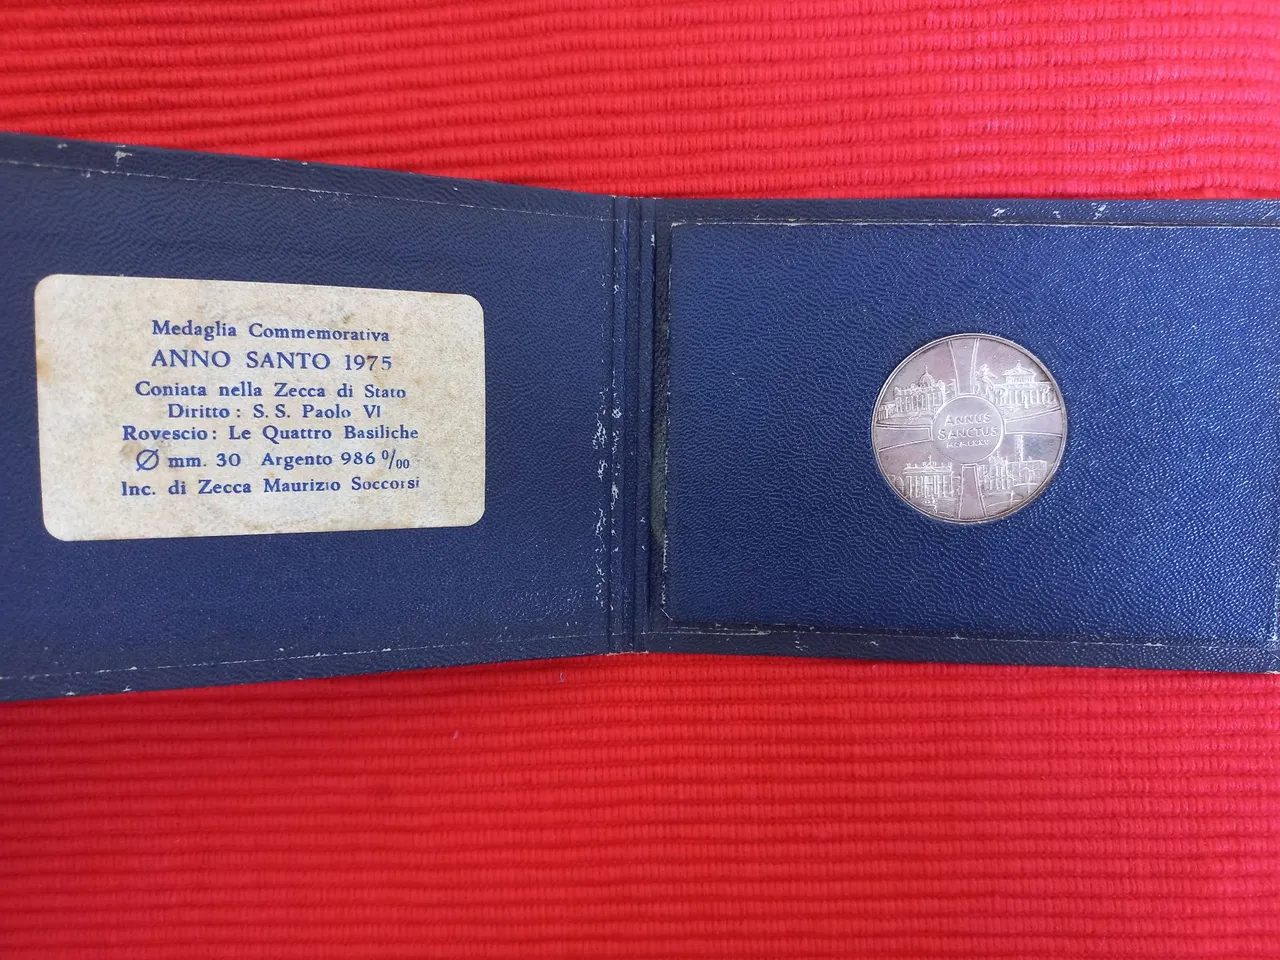 Medaglia Commemorativa
ANNO SANTO 1975
Coniata nella Zecca di Stato
Diritto : S. S. Paolo VI
Rovescio : Le Quattro Basiliche
Ø mm. 30 Argento 986 ⁰/₀₀
Inc. di Zecca Maurizio Soccorsi
ANNUS
SANCTUS